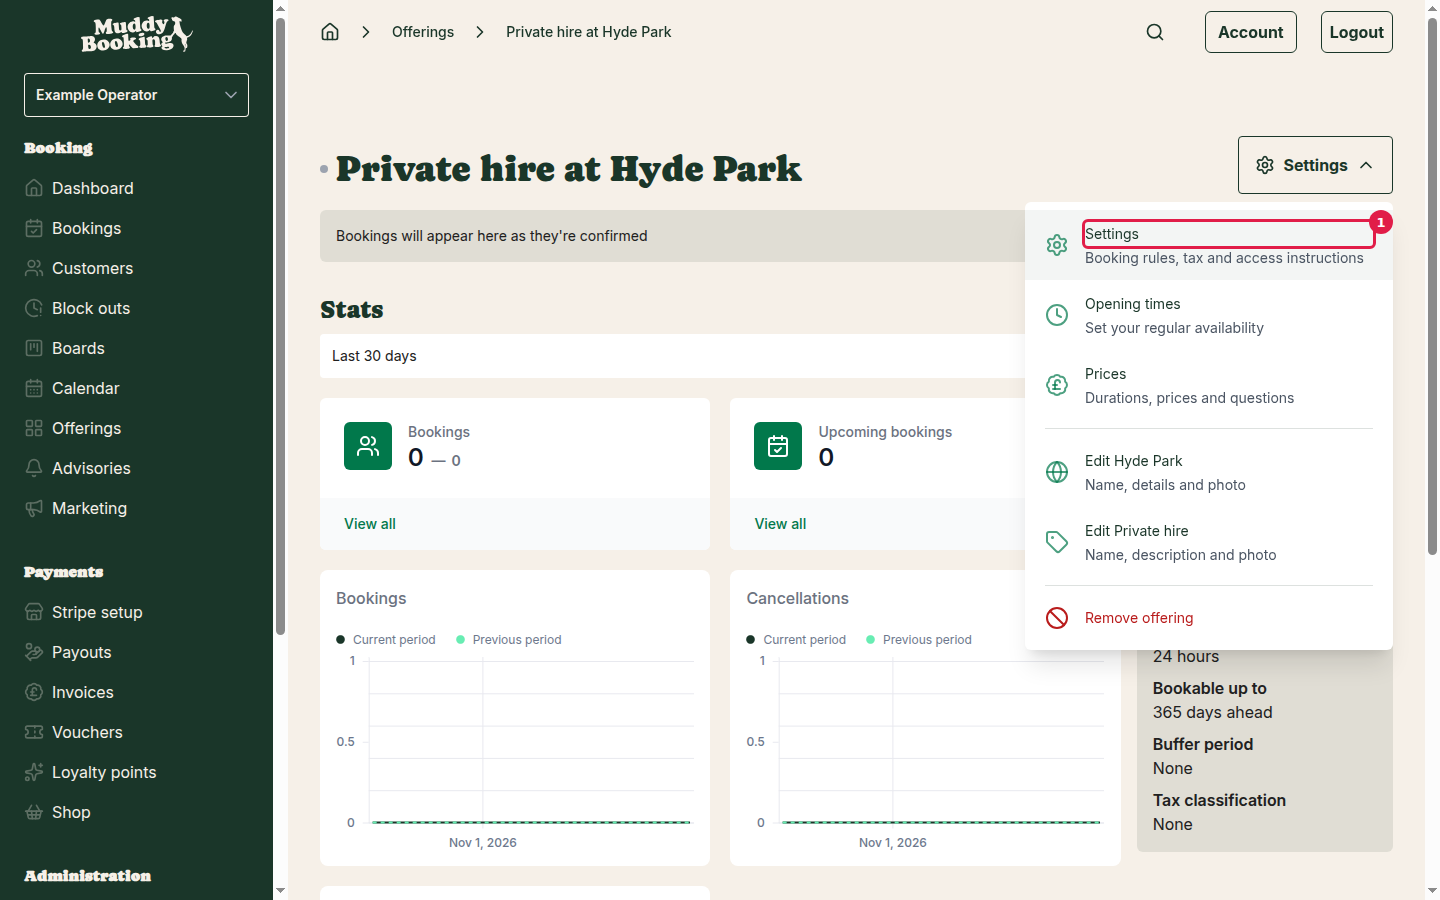 Muddy
Booking
Example Operator
Booking
Dashboard
Bookings
Customers
Block outs
Boards
Calendar
Offerings
Advisories
Marketing
Payments
Stripe setup
Payouts
Invoices
Vouchers
Loyalty points
Shop
Administration
Offerings
Private hire at Hyde Park
Account
Logout
Private hire at Hyde Park
Settings
Bookings will appear here as they're confirmed
1
Settings
Booking rules, tax and access instructions
Opening times
Set your regular availability
Prices
Durations, prices and questions
Edit Hyde Park
Name, details and photo
Edit Private hire
Name, description and photo
Remove offering
Stats
Last 30 days
Bookings
0 — 0
View all
Upcoming bookings
0
View all
Bookings
Current period
Previous period
1
0.5
0
Nov 1, 2026
Cancellations
Current period
Previous period
1
0.5
0
Nov 1, 2026
24 hours
Bookable up to
365 days ahead
Buffer period
None
Tax classification
None